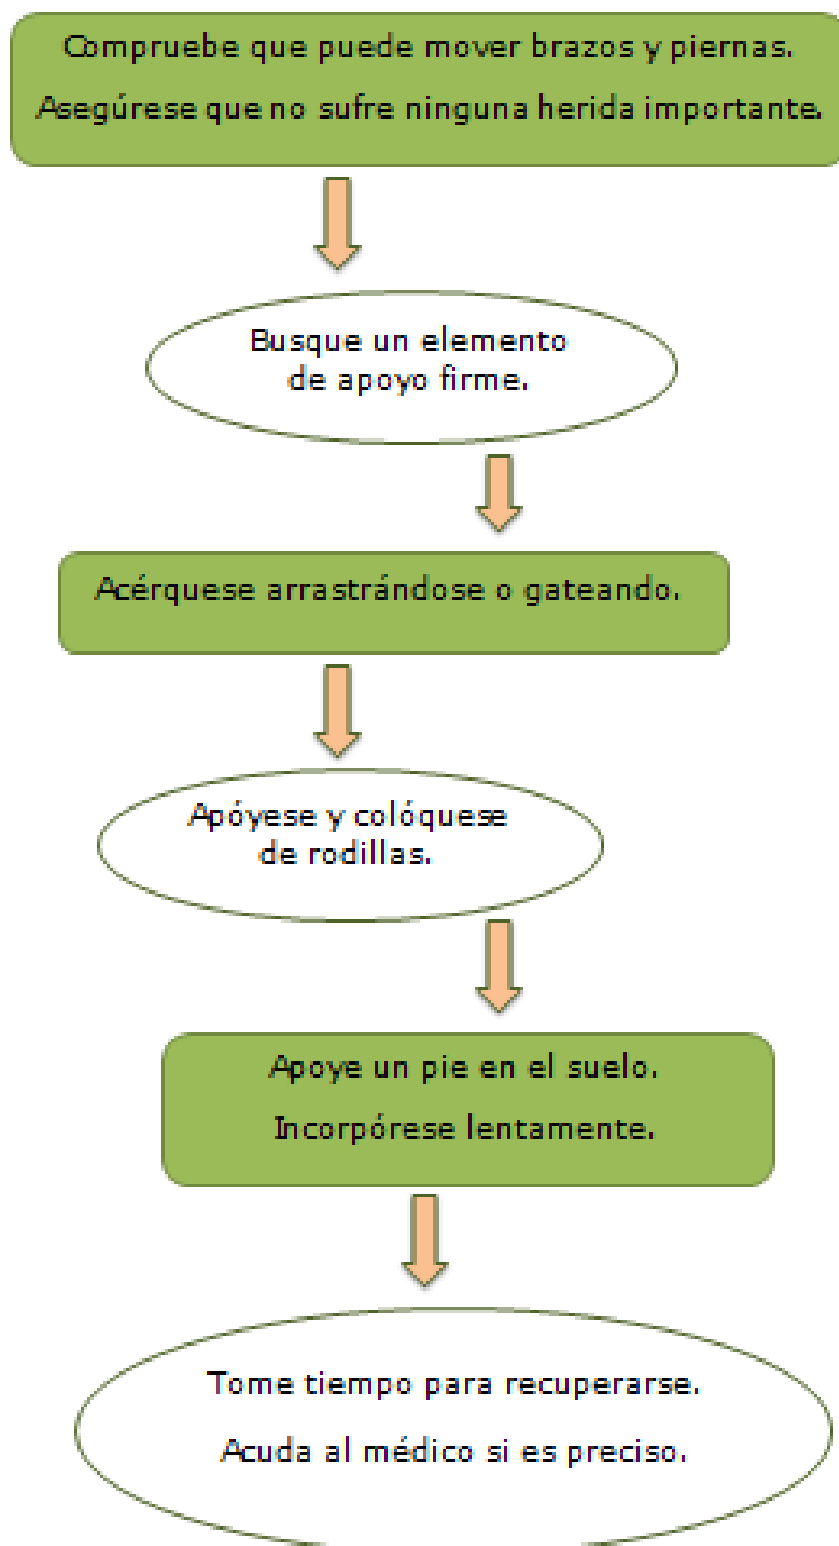 Compruebe que puede mover brazos y piernas.
Asegúrese que no sufre ninguna herida importante.
Busque un elemento
de apoyo firme.
Acérquese arrastrándose o gateando.
Apóyese y colóquese
de rodillas.
Apoye un pie en el suelo.
Incorpórese lentamente.
Tome tiempo para recuperarse.
Acuda al médico si es preciso.